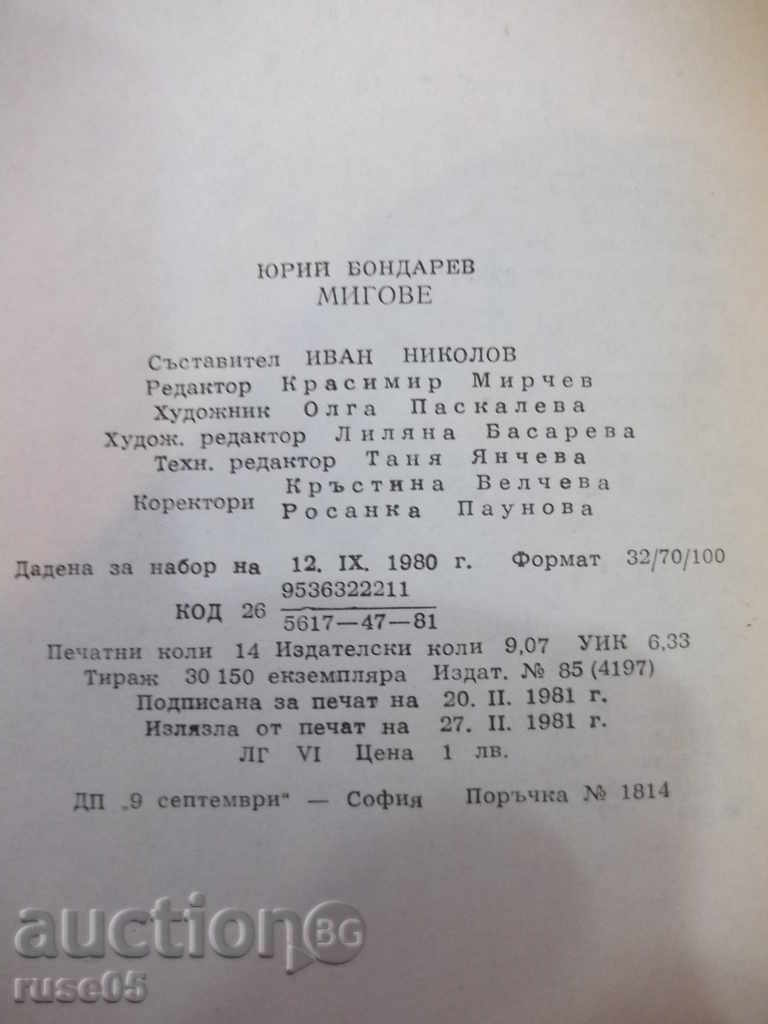 ЮРИЙ БОНДАРЕВ
МИГОВЕ
Съставител ИВАН НИКОЛОВ
Редактор Красимир Мирчев
Художник Олга Паскалева
Худож. редактор Лиляна Басарева
Техн. редактор Таня Янчева
Коректори Кръстина Велчева
Росанка Паунова
Дадена за набор на 12. IX. 1980 г. Формат 32/70/100
9536322211
КОД 26
5617—47—81
Печатни коли 14 Издателски коли 9,07 УИК 6,33
Тираж 30 150 екземпляра Издат. № 85 (4197)
Подписана за печат на 20. II. 1981 г.
Излязла от печат на 27. II. 1981 г.
ЛГ VI Цена 1 лв.
ДП „9 септември“ — София Поръчка № 1814
auction BG
ruse05